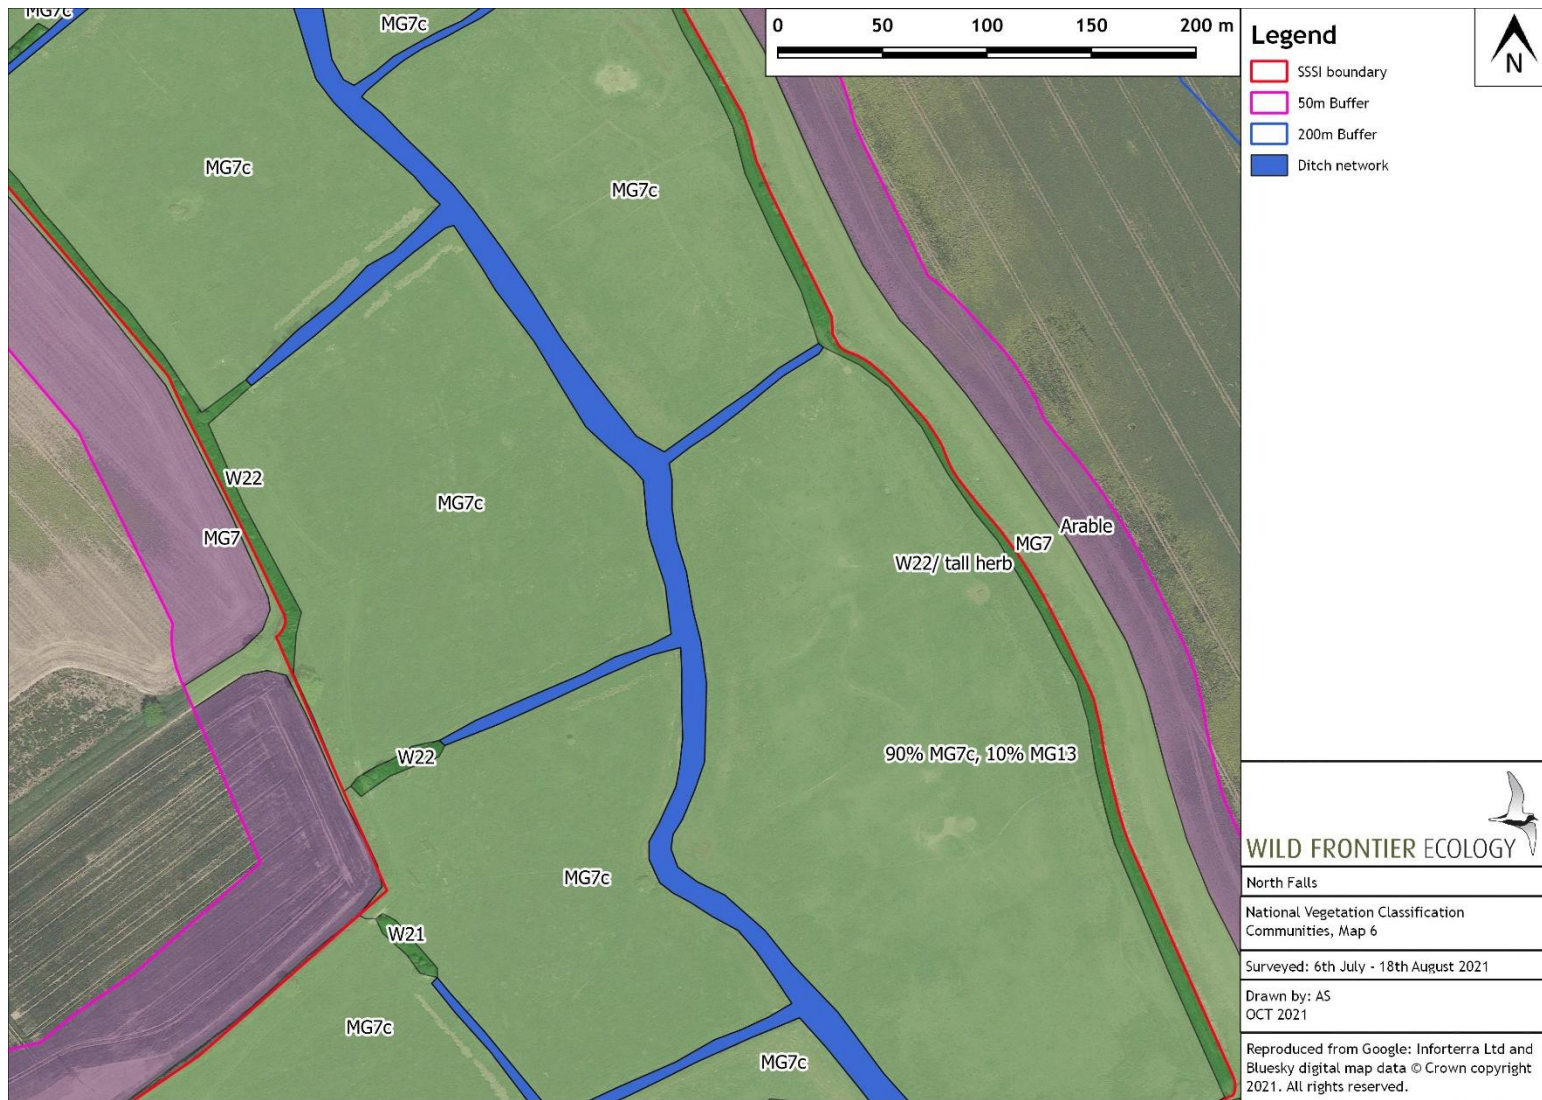 MG7c
MG7c
0 50 100 150 200 m
Legend
N
SSSI boundary
50m Buffer
200m Buffer
Ditch network
MG7c
MG7c
W22
MG7c
MG7
Arable
MG7
W22/ tall herb
W22
90% MG7c, 10% MG13
MG7c
W21
MG7c
MG7c
WILD FRONTIER ECOLOGY
North Falls
National Vegetation Classification
Communities, Map 6
Surveyed: 6th July - 18th August 2021
Drawn by: AS
OCT 2021
Reproduced from Google: Inforterra Ltd and
Bluesky digital map data © Crown copyright
2021. All rights reserved.